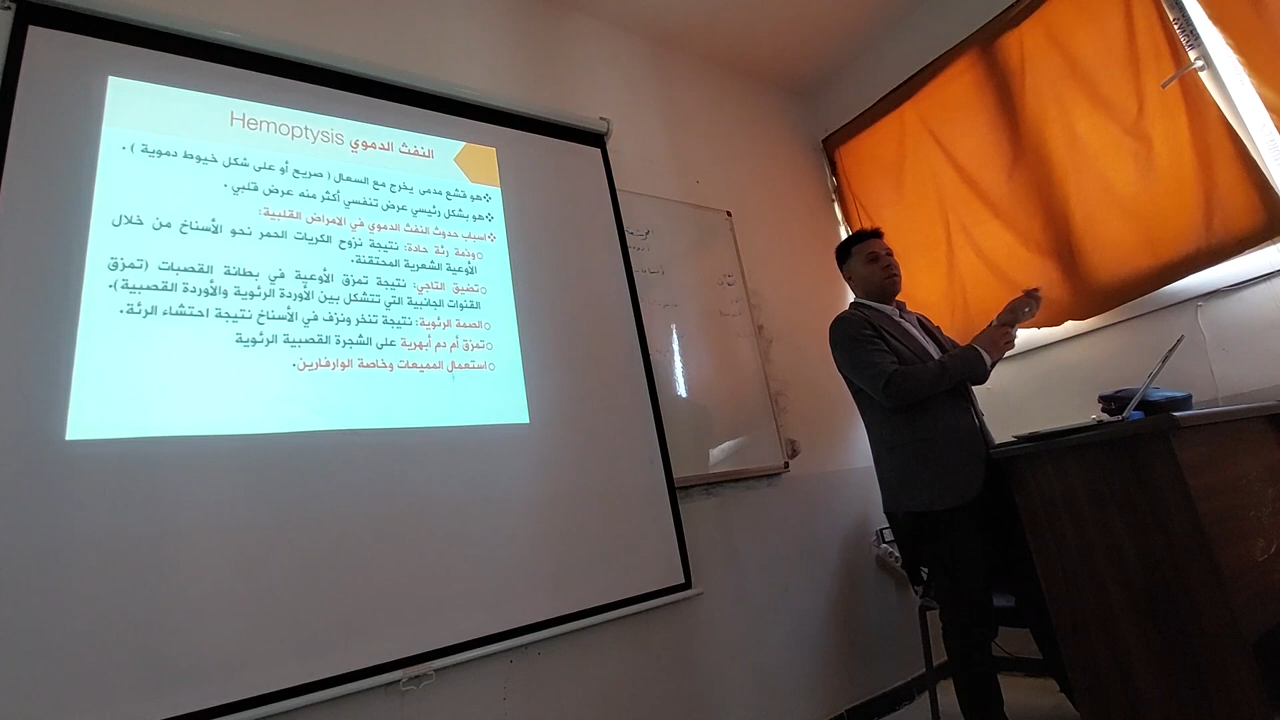 النفث الدموي Hemoptysis
هو قشع مدمى يخرج مع السعال ( صريح أو على شكل خيوط دموية ) .
هو بشكل رئيسي عرض تنفسي أكثر منه عرض قلبي .
اسباب حدوث النفث الدموي في الامراض القلبية:
وذمة رئة حادة: نتيجة نزوح الكريات الحمر نحو الأسناخ من خلال
الاوعية الشعرية المحتقنة.
تضيق التاجي: نتيجة تمزق الأوعية في بطانة القصبات (تمزق
القنوات الجانبية التي تتشكل بين الأوردة الرئوية والأوردة القصبية).
الصمة الرئوية: نتيجة تنخر ونزف في الأسناخ نتيجة احتشاء الرئة.
تمزق أم دم أبهرية على الشجرة القصبية الرئوية
استعمال المميعات وخاصة الوارفارين.